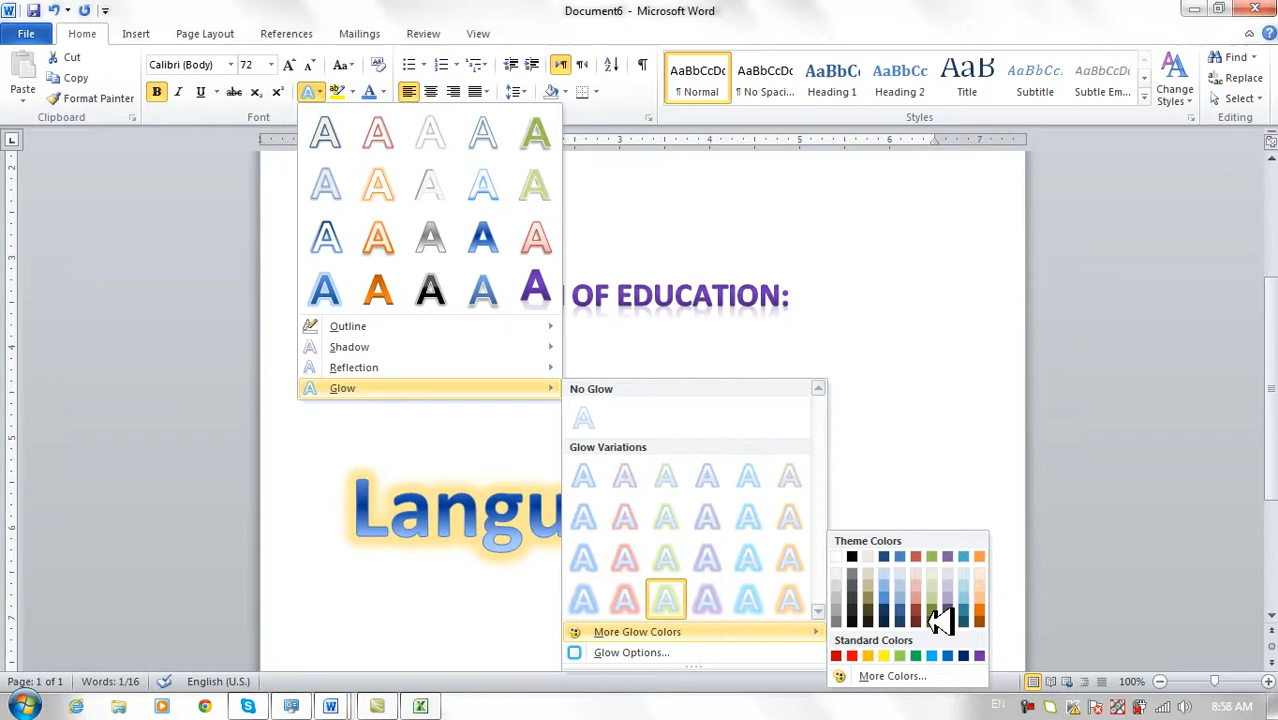 Document6 - Microsoft Word
File Home Insert Page Layout References Mailings Review View
Cut
Copy
Format Painter
Paste
Clipboard
Calibri (Body) 72
Font
AaBbCcDc AaBbCcDc AaBbC AaBbCc AaB AaBbCc. AaBbCcDc
¶ Normal ¶ No Spaci... Heading 1 Heading 2 Title Subtitle Subtle Em...
Change Styles
Styles
Find
Replace
Select
Editing
Outline
Shadow
Reflection
Glow
OF EDUCATION:
Langu
No Glow
Glow Variations
More Glow Colors
Glow Options...
Theme Colors
Standard Colors
More Colors...
Page: 1 of 1 Words: 1/16 English (U.S.) 100%
EN 8:58 AM